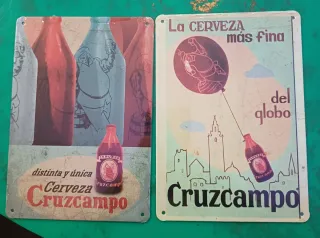 distinta y única
Cerveza
Cruzcampo
La CERVEZA
más fina
del
globo
Cruzcampo